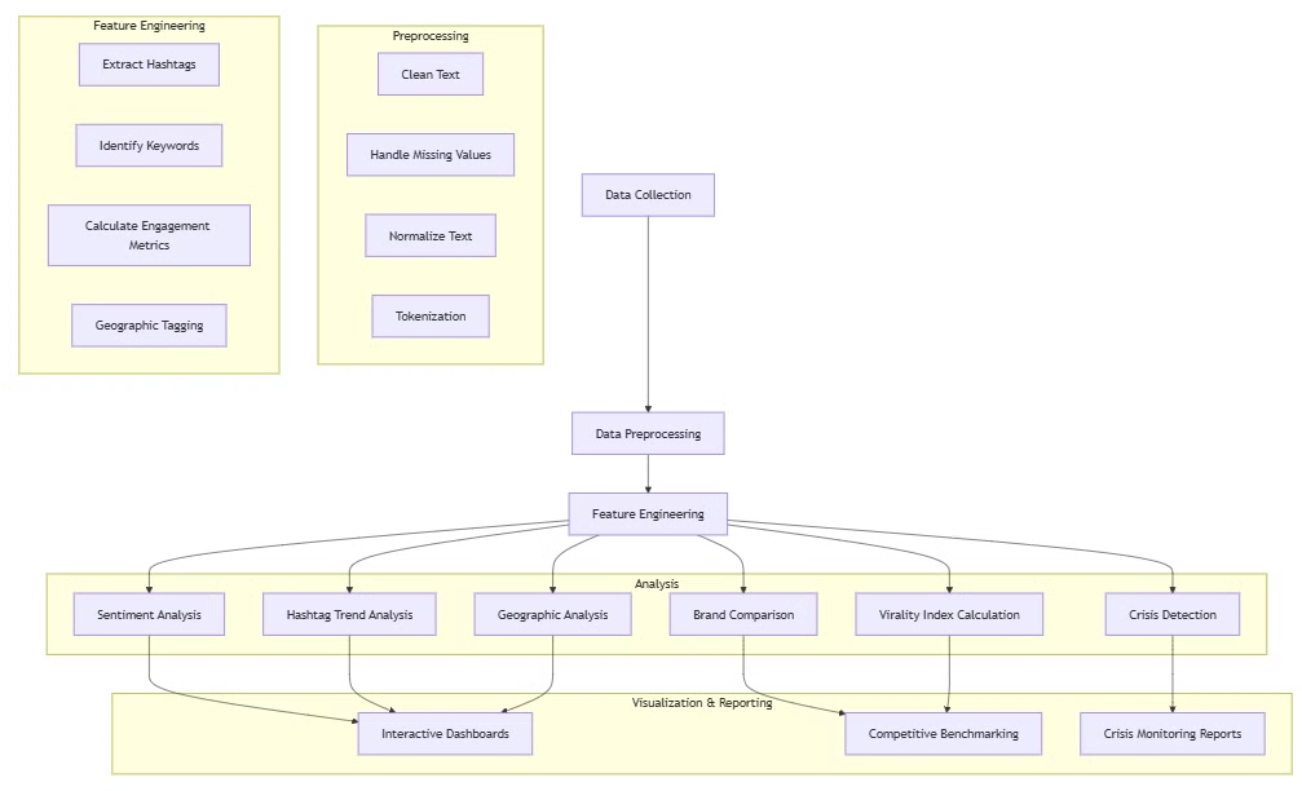 Feature Engineering
Extract Hashtags
Identify Keywords
Calculate Engagement
Metrics
Geographic Tagging
Preprocessing
Clean Text
Handle Missing Values
Normalize Text
Tokenization
Data Collection
Data Preprocessing
Feature Engineering
Analysis
Sentiment Analysis
Hashtag Trend Analysis
Geographic Analysis
Brand Comparison
Virality Index Calculation
Crisis Detection
Visualization & Reporting
Interactive Dashboards
Competitive Benchmarking
Crisis Monitoring Reports